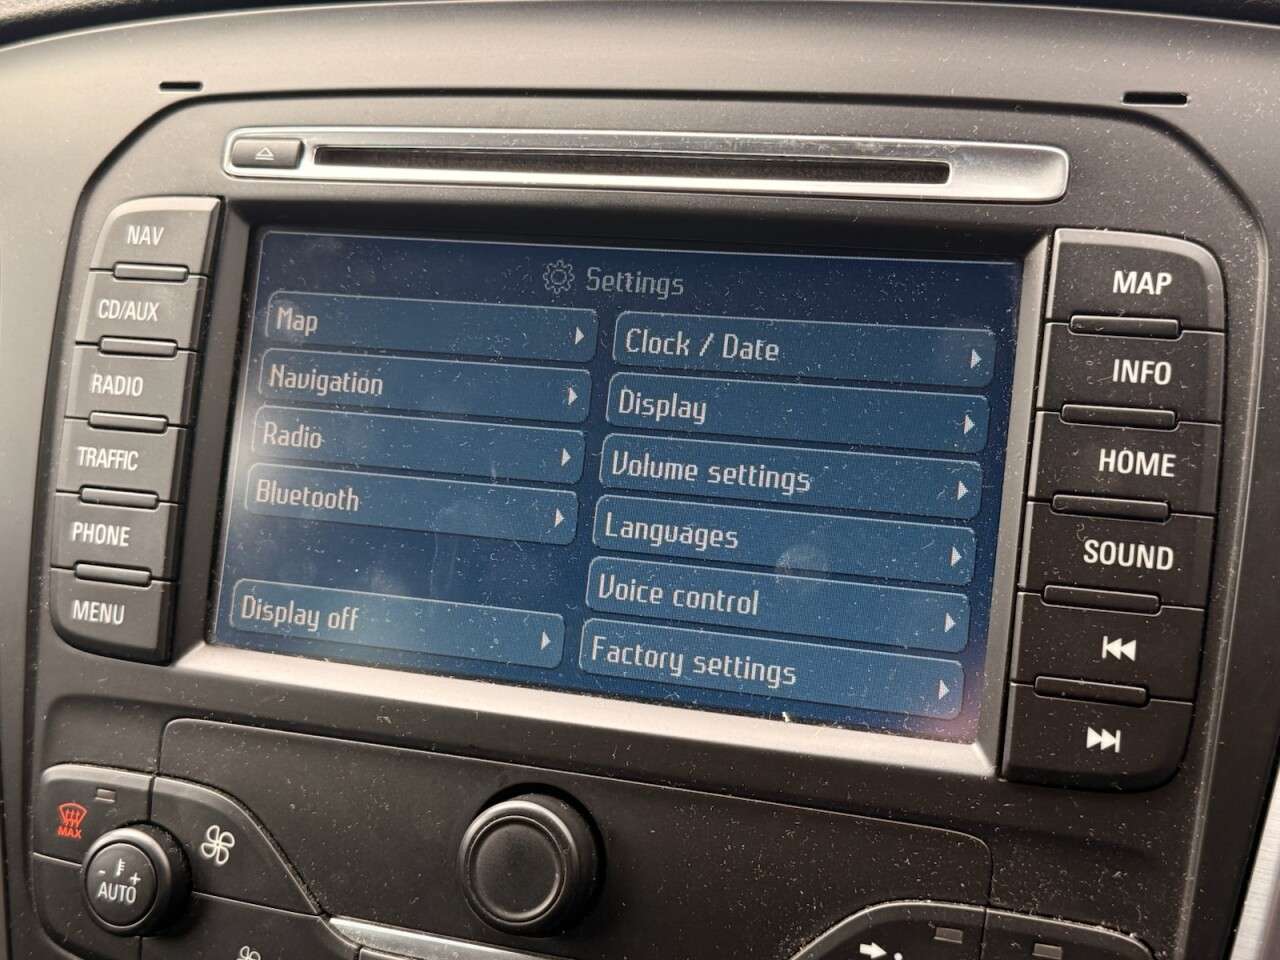 NAV
CD/AUX
RADIO
TRAFFIC
PHONE
MENU
Settings
Map
Navigation
Radio
Bluetooth
Display off
Clock / Date
Display
Volume settings
Languages
Voice control
Factory settings
MAP
INFO
HOME
SOUND
MAX
- +
AUTO